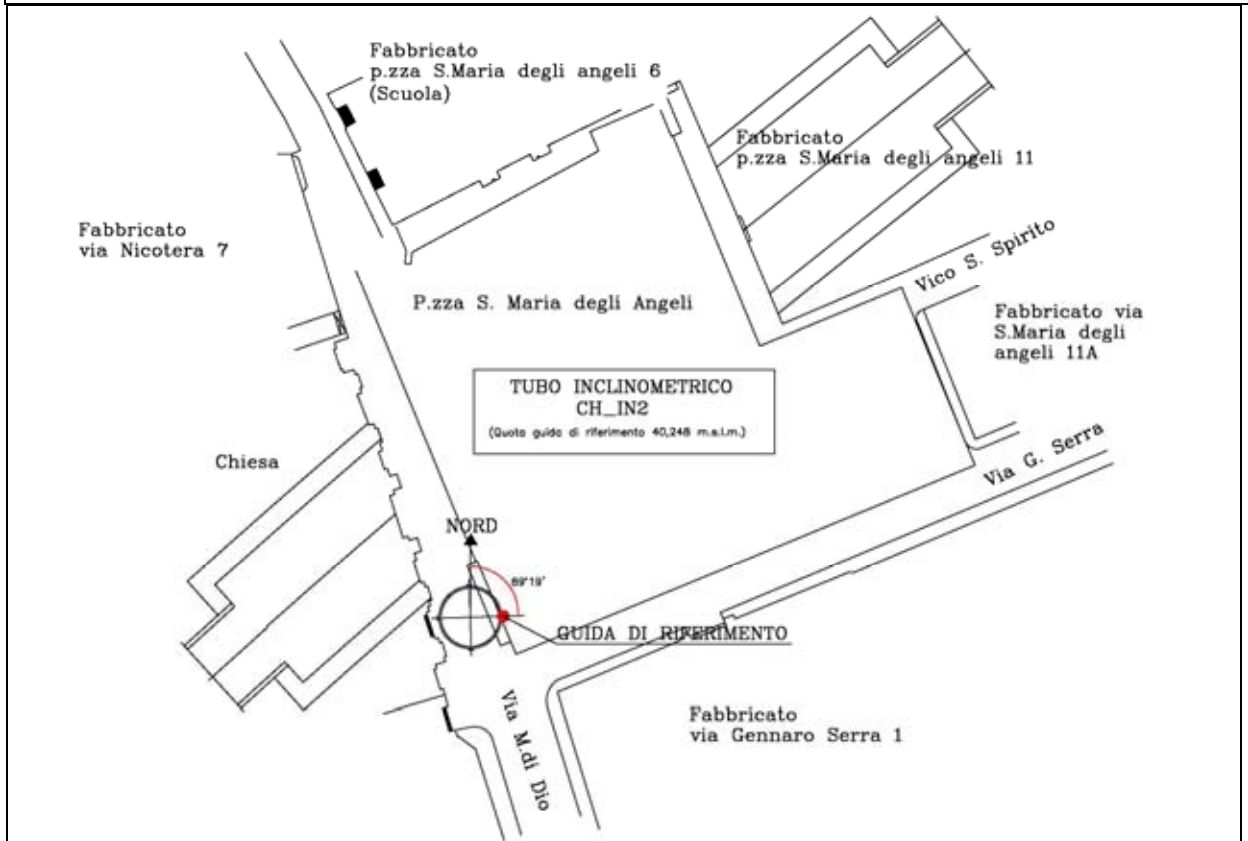 Fabbricato
p.zza S.Maria degli angeli 6
(Scuola)
Fabbricato
p.zza S.Maria degli angeli 11
Fabbricato
via Nicotera 7
Vico S. Spirito
P.zza S. Maria degli Angeli
Fabbricato via
S.Maria degli
angeli 11A
TUBO INCLINOMETRICO
CH_IN2
(Quota guida di riferimento 40,248 m.s.l.m.)
Chiesa
Via G. Serra
NORD
89°19'
GUIDA DI RIFERIMENTO
Via M.di Dio
Fabbricato
via Gennaro Serra 1